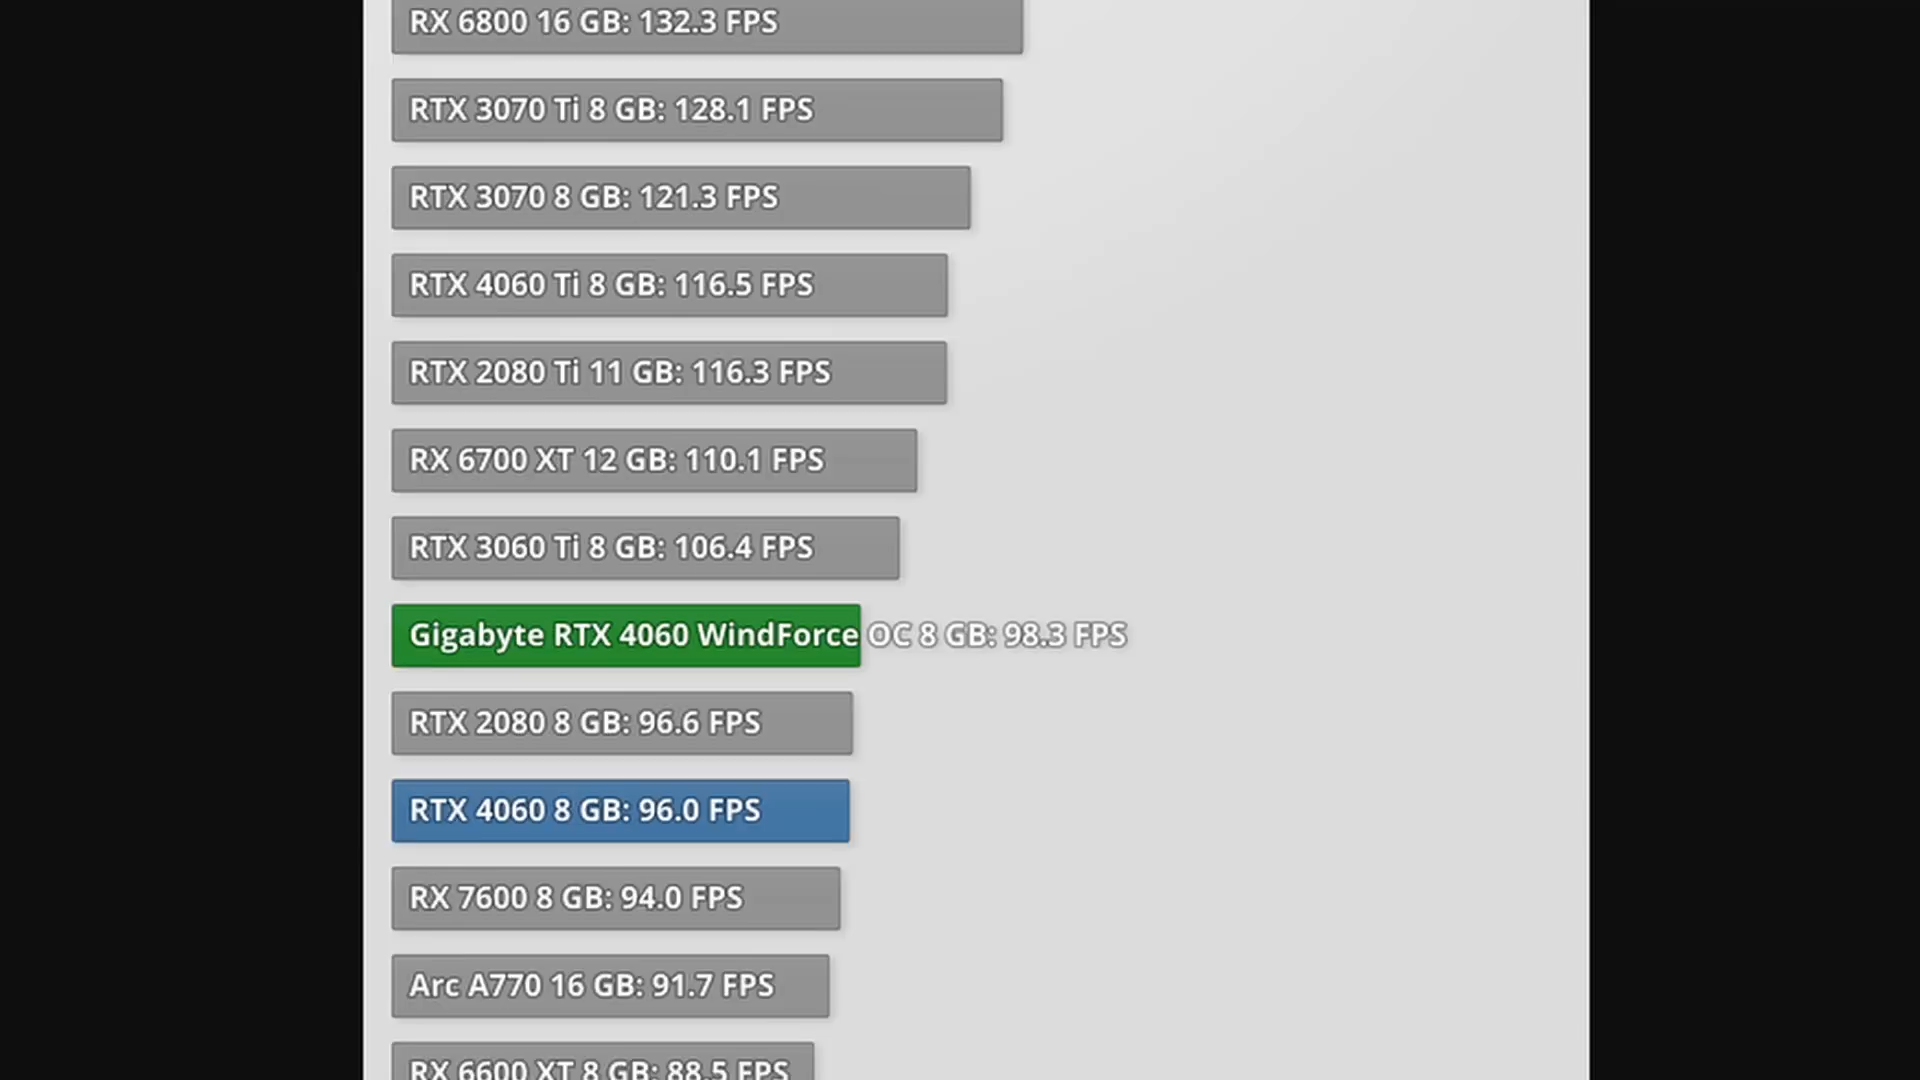 RX 6800 16 GB: 132.3 FPS
RTX 3070 Ti 8 GB: 128.1 FPS
RTX 3070 8 GB: 121.3 FPS
RTX 4060 Ti 8 GB: 116.5 FPS
RTX 2080 Ti 11 GB: 116.3 FPS
RX 6700 XT 12 GB: 110.1 FPS
RTX 3060 Ti 8 GB: 106.4 FPS
Gigabyte RTX 4060 WindForce OC 8 GB: 98.3 FPS
RTX 2080 8 GB: 96.6 FPS
RTX 4060 8 GB: 96.0 FPS
RX 7600 8 GB: 94.0 FPS
Arc A770 16 GB: 91.7 FPS
RX 6600 XT 8 GB: 88.5 FPS